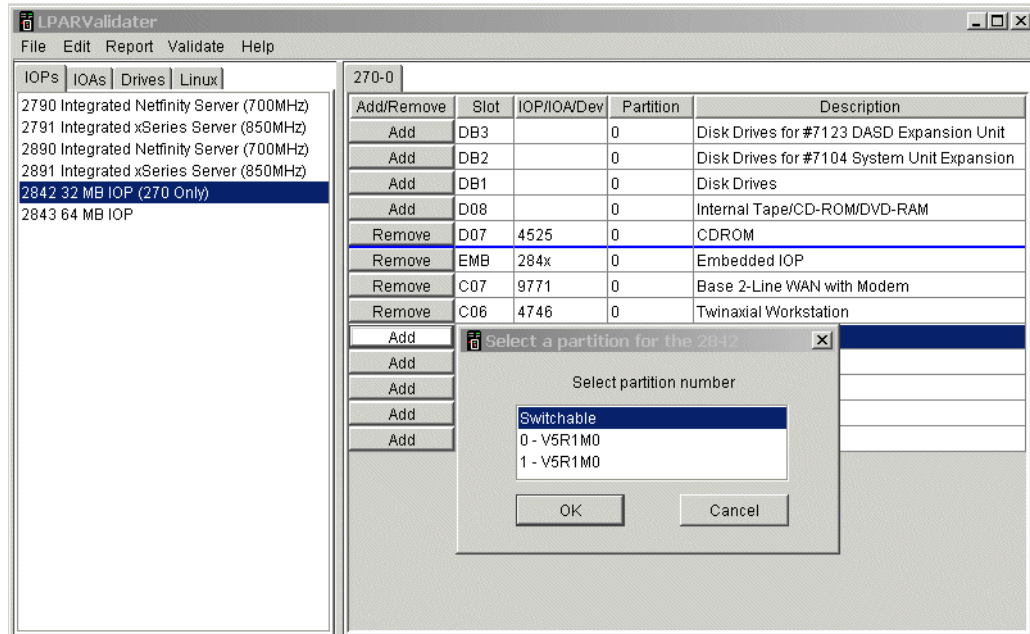 LPARValidater
File Edit Report Validate Help
IOPs IOAs Drives Linux
2790 Integrated Netfinity Server (700MHz)
2791 Integrated xSeries Server (850MHz)
2890 Integrated Netfinity Server (700MHz)
2891 Integrated xSeries Server (850MHz)
2842 32 MB IOP (270 Only)
2843 64 MB IOP
270-0
Add/Remove Slot IOP/IOA/Dev Partition Description
Add DB3 0 Disk Drives for #7123 DASD Expansion Unit
Add DB2 0 Disk Drives for #7104 System Unit Expansion
Add DB1 0 Disk Drives
Add D08 0 Internal Tape/CD-ROM/DVD-RAM
Remove D07 4525 0 CDROM
Remove EMB 284x 0 Embedded IOP
Remove C07 9771 0 Base 2-Line WAN with Modem
Remove C06 4746 0 Twinaxial Workstation
Add
Add
Add
Add
Add
Select a partition for the 2842
Select partition number
Switchable
0 - V5R1M0
1 - V5R1M0
OK Cancel